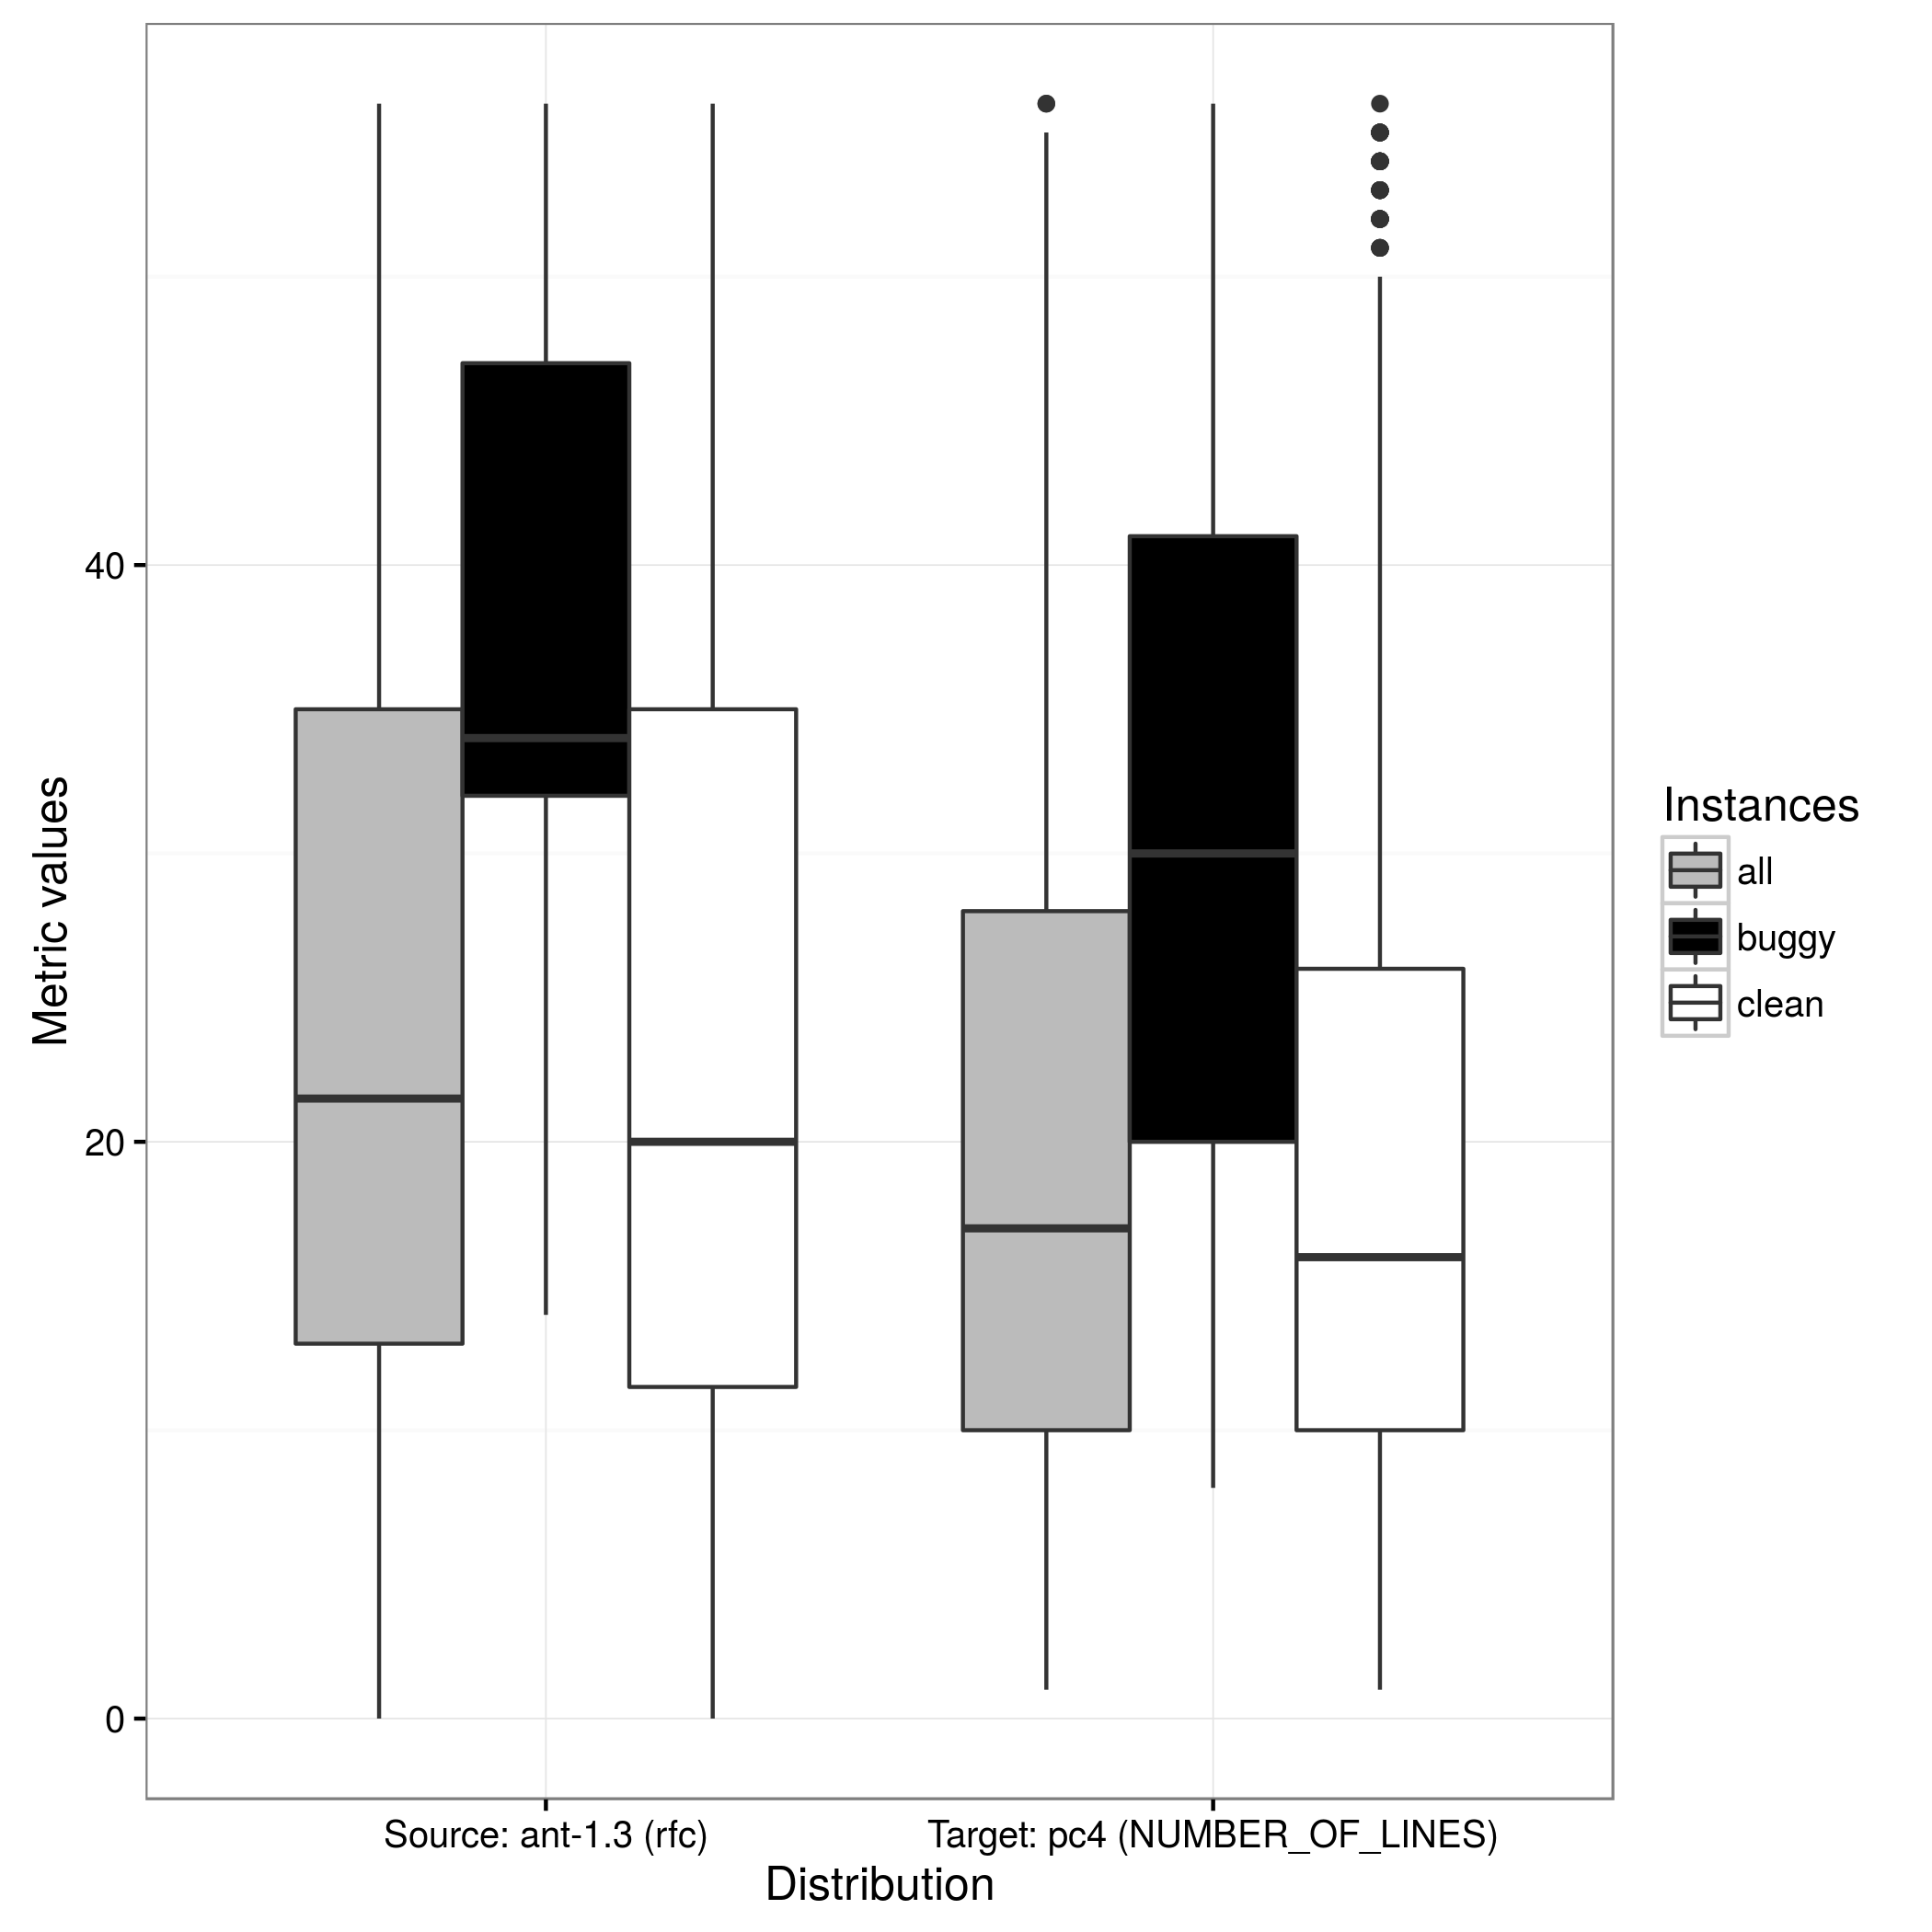 Metric values
40
20
0
Source: ant-1.3 (rfc)
Target: pc4 (NUMBER_OF_LINES)
Distribution
Instances
all
buggy
clean